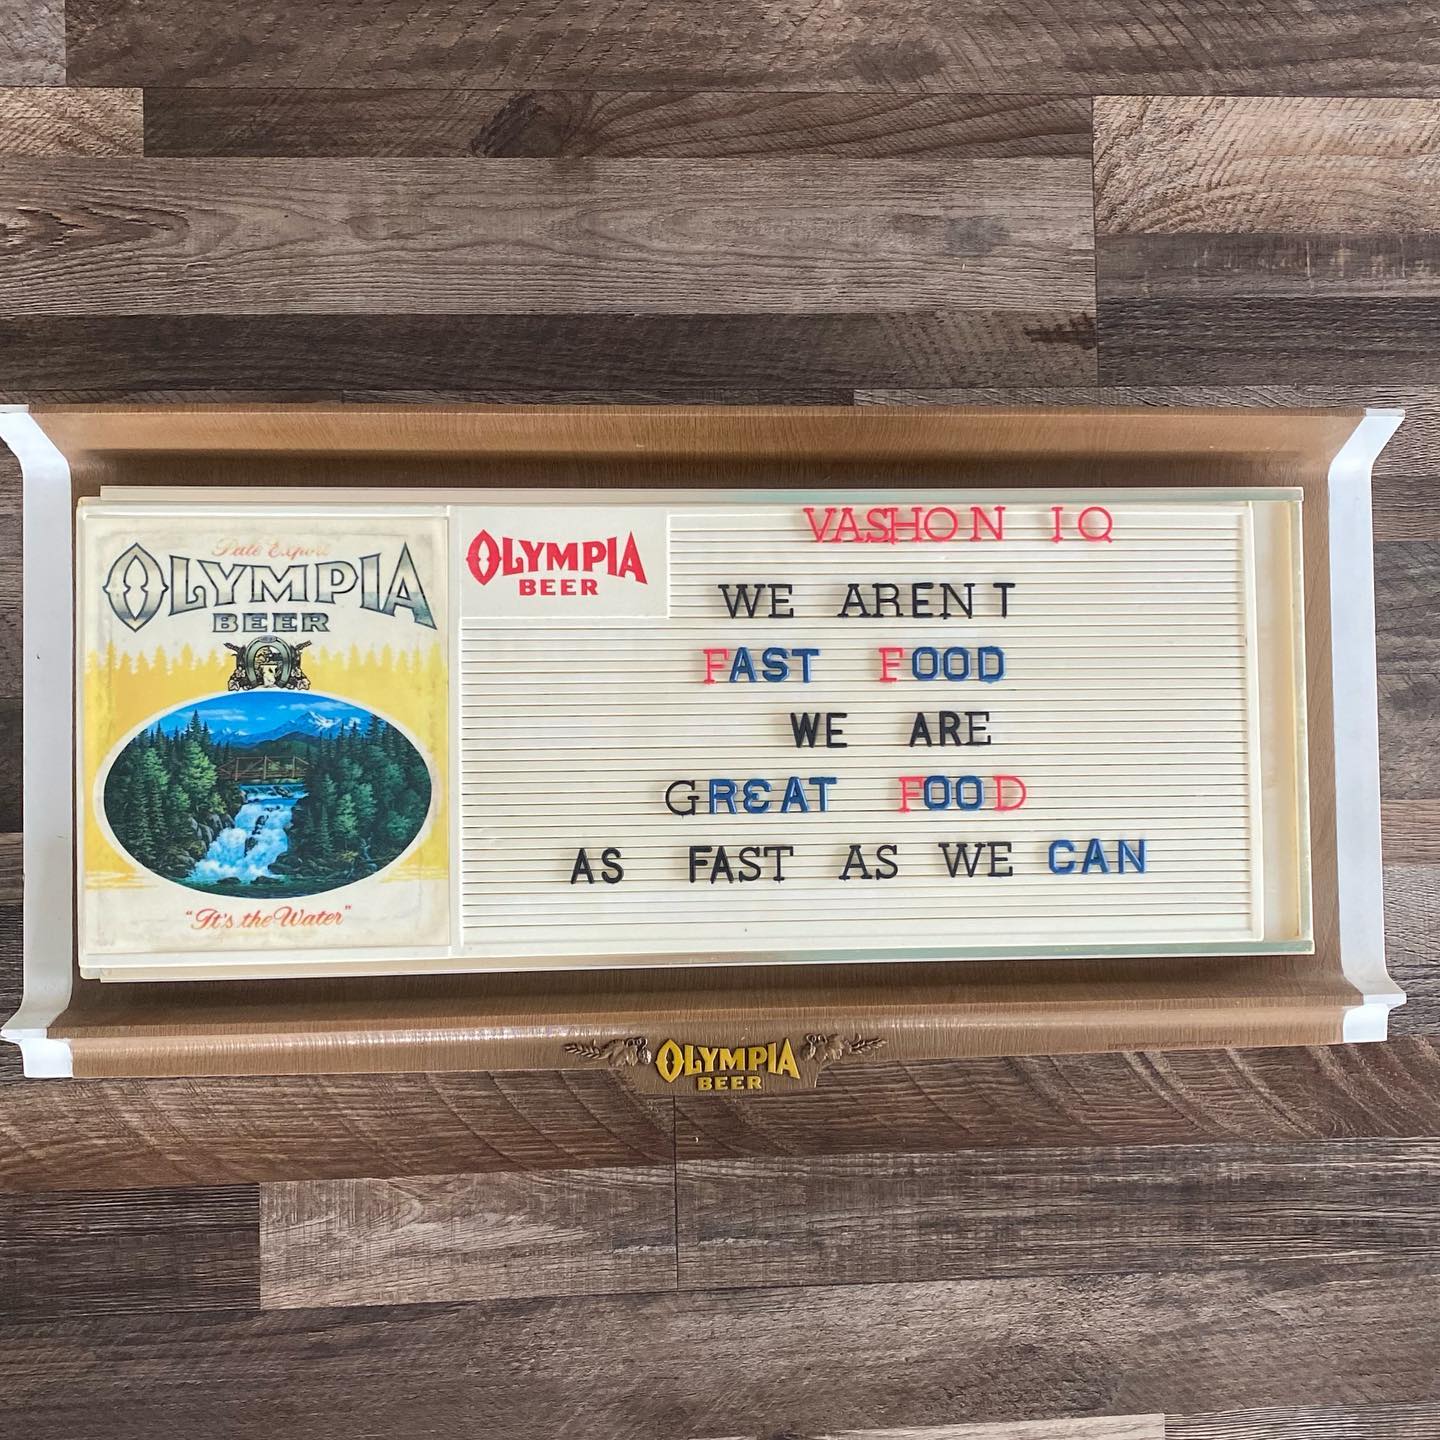 Pale Export
OLYMPIA
BEER
"It's the Water"
OLYMPIA
BEER
VASHON IQ
WE AREN T
FAST FOOD
WE ARE
GREAT FOOD
AS FAST AS WE CAN
OLYMPIA
BEER